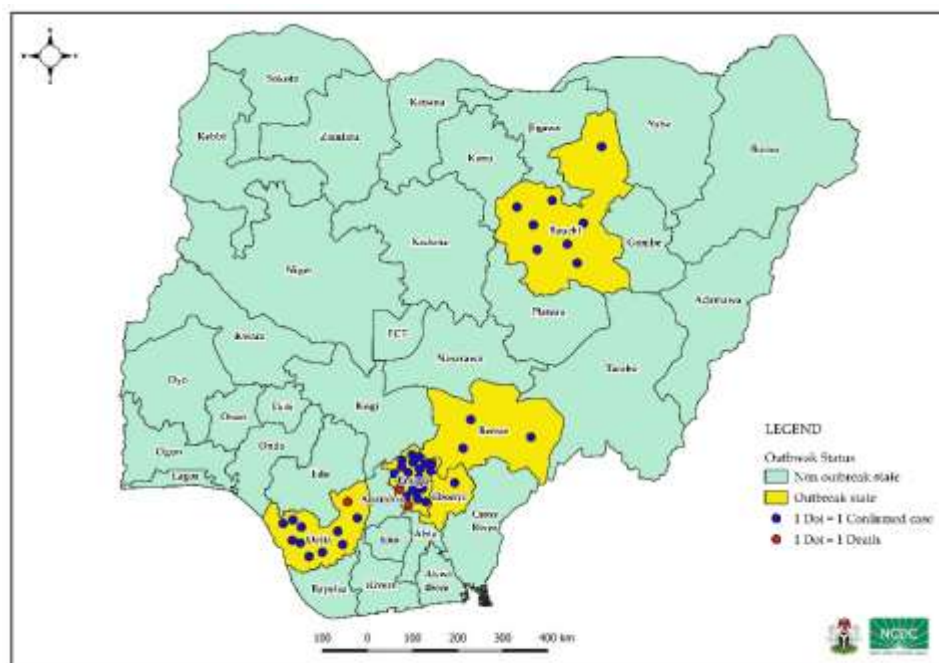 Sokoto
Katsina
Jigawa
Yobe
Borno
Kebbi
Zamfara
Kano
Bauchi
Gombe
Kaduna
Niger
Adamawa
Plateau
FCT
Kwara
Nasarawa
Taraba
Oyo
Kogi
Benue
Osun
Ekiti
Ondo
Ogun
Lagos
Edo
Enugu
Anambra
Ebonyi
Cross
River
Delta
Imo
Abia
Bayelsa
Rivers
Akwa
Ibom
LEGEND
Outbreak Status
Non outbreak state
Outbreak state
1 Dot = 1 Confirmed case
1 Dot = 1 Death
100 0 100 200 300 400 km
NCDC